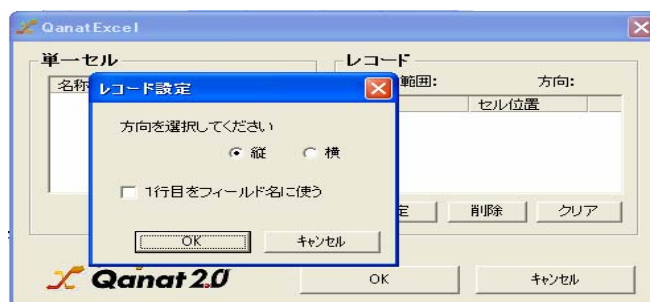 QanatExcel
単一セル
レコード
名称
範囲:
方向:
セル位置
レコード設定
方向を選択してください
縦
横
1行目をフィールド名に使う
OK
キャンセル
定
削除
クリア
Qanat 2.0
OK
キャンセル